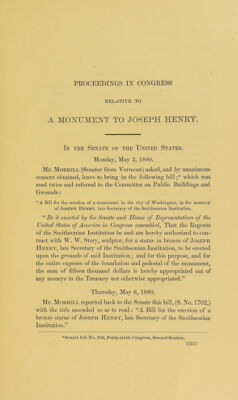 PROCEEDINGS IN CONGRESS
RELATIVE TO
A MONUMENT TO JOSEPH HENRY.
IN THE SENATE OF THE UNITED STATES.
Monday, May 3, 1880.
Mr. MORRILL (Senator from Vermont) asked, and by unanimous
consent obtained, leave to bring in the following bill;* which was
read twice and referred to the Committee on Public Buildings and
Grounds:
"A Bill for the erection of a monument, in the city of Washington, to the memory
of JOSEPH HENRY, late Secretary of the Smithsonian Institution.
"Be it enacted by the Senate and House of Representatives of the
United States of America in Congress assembled, That the Regents
of the Smithsonian Institution be and are hereby authorized to con-
tract with W. W. Story, sculptor, for a statue in bronze of JOSEPH
HENRY, late Secretary of the Smithsonian Institution, to be erected
upon the grounds of said Institution; and for this purpose, and for
the entire expense of the foundation and pedestal of the monument,
the sum of fifteen thousand dollars is hereby appropriated out of
any moneys in the Treasury not otherwise appropriated."
Thursday, May 6, 1880.
Mr. MORRILL reported back to the Senate this bill, (S. No. 1702,)
with the title amended so as to read: "A Bill for the erection of a
bronze statue of JOSEPH HENRY, late Secretary of the Smithsonian
Institution."
*Senate bill No. 1702, Forty-sixth Congress, Second Session.